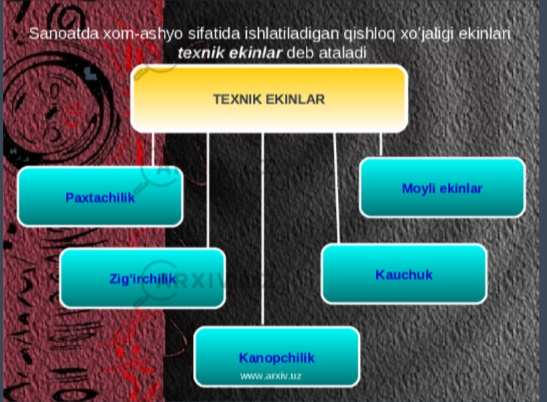 Sanoatda xom-ashyo sifatida ishlatiladigan qishloq xo'jaligi ekinlari
texnik ekinlar deb ataladi
TEXNIK EKINLAR
Moyli ekinlar
Paxtachilik
Kauchuk
Zig'irchilik
Kanopchilik
www.arxiv.uz